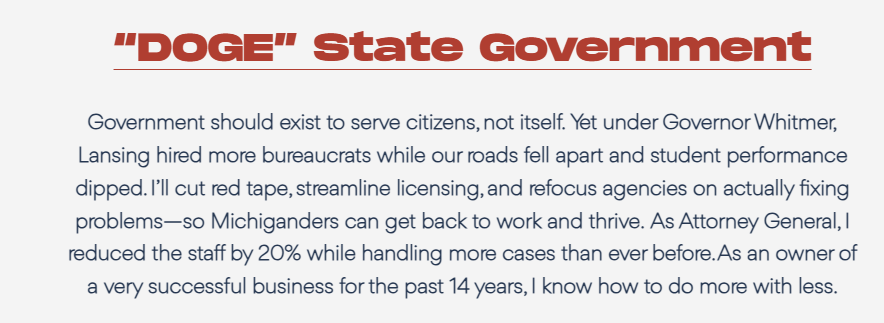 "DOGE" State Government
Government should exist to serve citizens, not itself. Yet under Governor Whitmer,
Lansing hired more bureaucrats while our roads fell apart and student performance
dipped. I'll cut red tape, streamline licensing, and refocus agencies on actually fixing
problems—so Michiganders can get back to work and thrive. As Attorney General, I
reduced the staff by 20% while handling more cases than ever before.As an owner of
a very successful business for the past 14 years, I know how to do more with less.